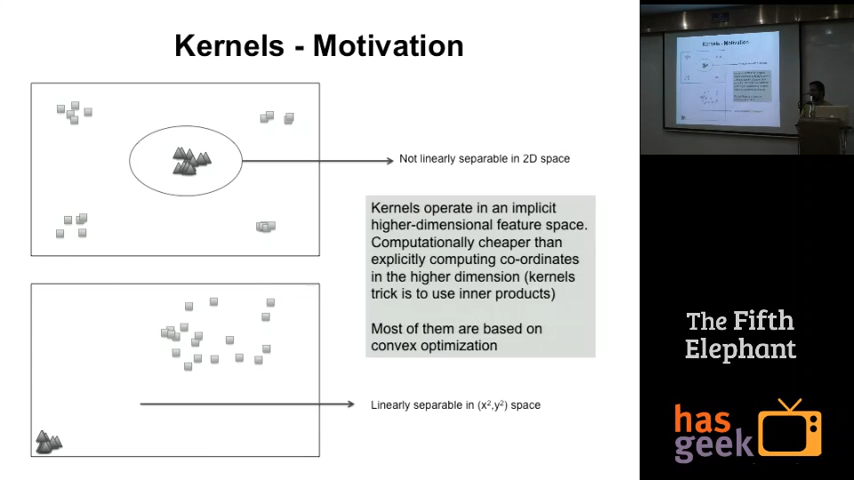 Kernels - Motivation
Not linearly separable in 2D space
Kernels operate in an implicit
higher-dimensional feature space.
Computationally cheaper than
explicitly computing co-ordinates
in the higher dimension (kernels
trick is to use inner products)
Most of them are based on
convex optimization
Linearly separable in (x²,y²) space
Kernels - Motivation
The Fifth
Elephant
has
geek